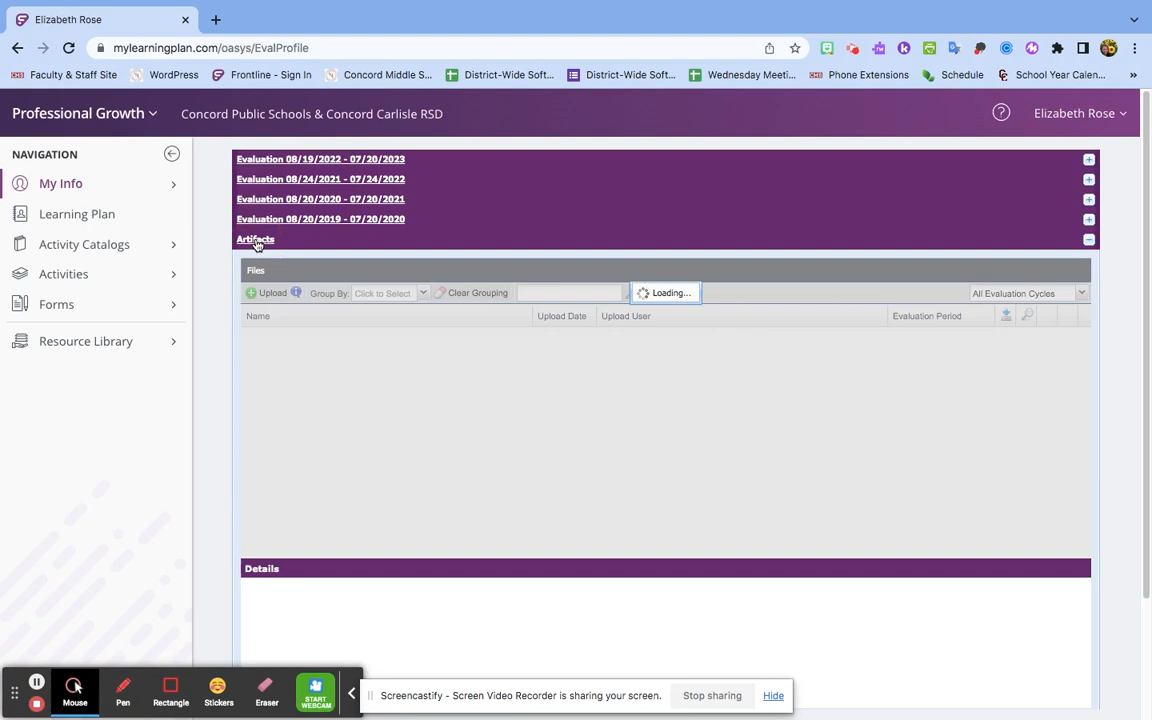 Elizabeth Rose
mylearningplan.com/oasys/EvalProfile
CHI Faculty & Staff Site WordPress Frontline - Sign In Concord Middle S... District-Wide Soft... District-Wide Soft... Wednesday Meeti... CHI Phone Extensions Schedule School Year Calen... »
Professional Growth Concord Public Schools & Concord Carlisle RSD Elizabeth Rose
NAVIGATION
My Info
Learning Plan
Activity Catalogs
Activities
Forms
Resource Library
Evaluation 08/19/2022 - 07/20/2023
Evaluation 08/24/2021 - 07/24/2022
Evaluation 08/20/2020 - 07/20/2021
Evaluation 08/20/2019 - 07/20/2020
Artifacts
Files
Upload Group By: Click to Select Clear Grouping Loading... All Evaluation Cycles
Name Upload Date Upload User Evaluation Period
Details
Mouse Pen Rectangle Stickers Eraser START WEBCAM
Screencastify - Screen Video Recorder is sharing your screen. Stop sharing Hide